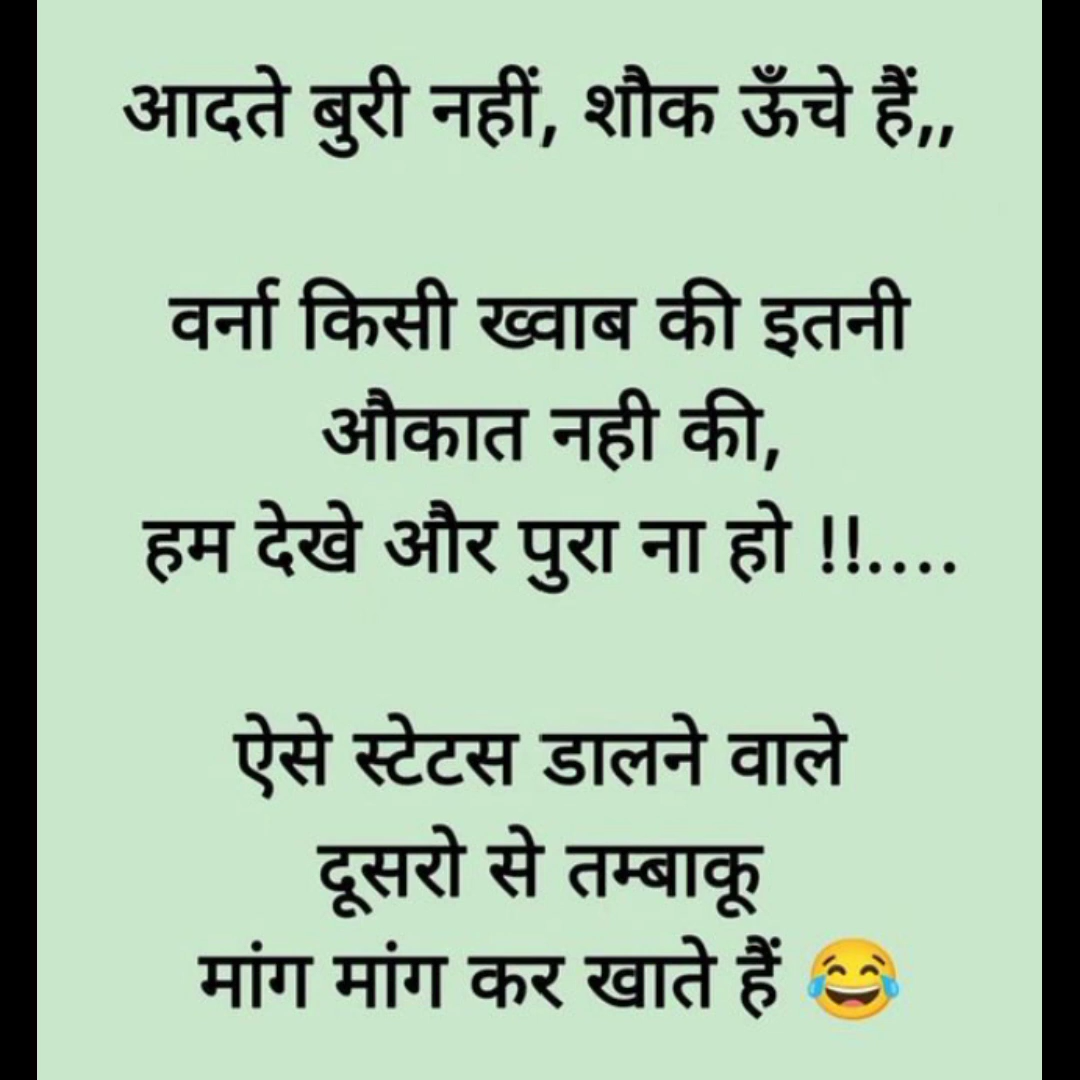 आदते बुरी नहीं, शौक ऊँचे हैं,,
वर्ना किसी ख्वाब की इतनी
औकात नही की,
हम देखे और पुरा ना हो !!....
ऐसे स्टेटस डालने वाले
दूसरो से तम्बाकू
मांग मांग कर खाते हैं 😂